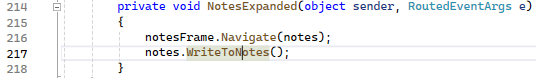 214 private void NotesExpanded(object sender, RoutedEventArgs e)
215 {
216 notesFrame.Navigate(notes);
217 notes.WriteToNotes();
218 }